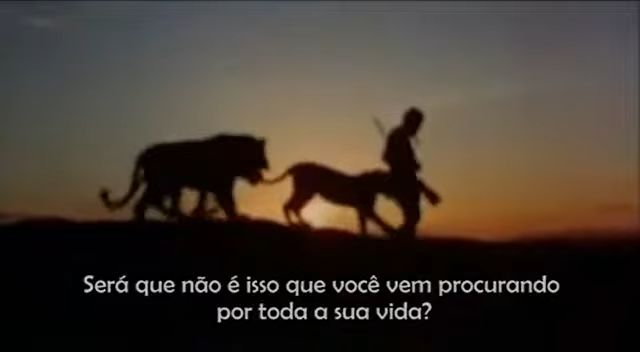 Será que não é isso que você vem procurando
por toda a sua vida?